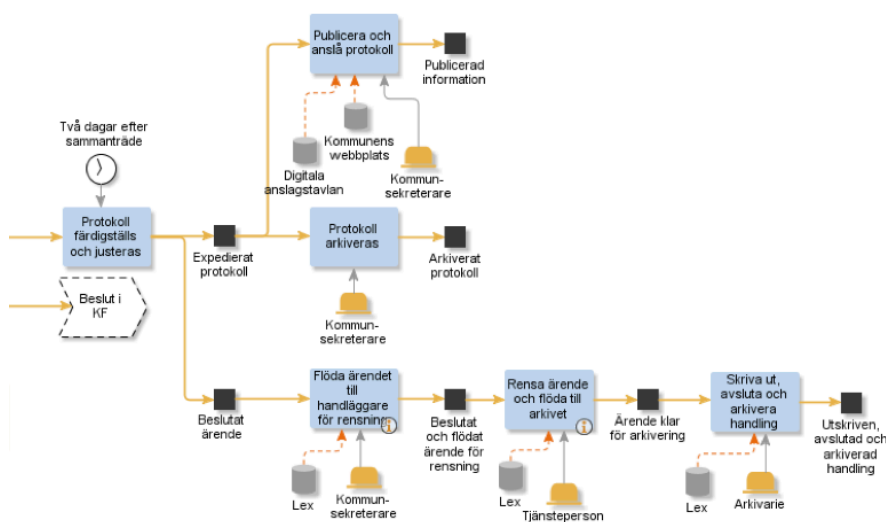 Publicera och
anslå protokoll
Publicerad
information
Två dagar efter
sammanträde
Kommunens
webbplats
Digitala
anslagstavlan
Kommun-
sekreterare
Protokoll
färdigställs
och justeras
Expedierat
protokoll
Protokoll
arkiveras
Arkiverat
protokoll
Beslut i
KF
Kommun-
sekreterare
Flöda ärendet
till
handläggare
för rensning
Rensa ärende
och flöda till
arkivet
Skriva ut,
avsluta och
arkivera
handling
Beslutat
ärende
Beslutat
och flödat
ärende för
rensning
Ärende klar
för arkivering
Utskriven,
avslutad och
arkiverad
handling
Lex
Kommun-
sekreterare
Lex
Tjänsteperson
Lex
Arkivarie